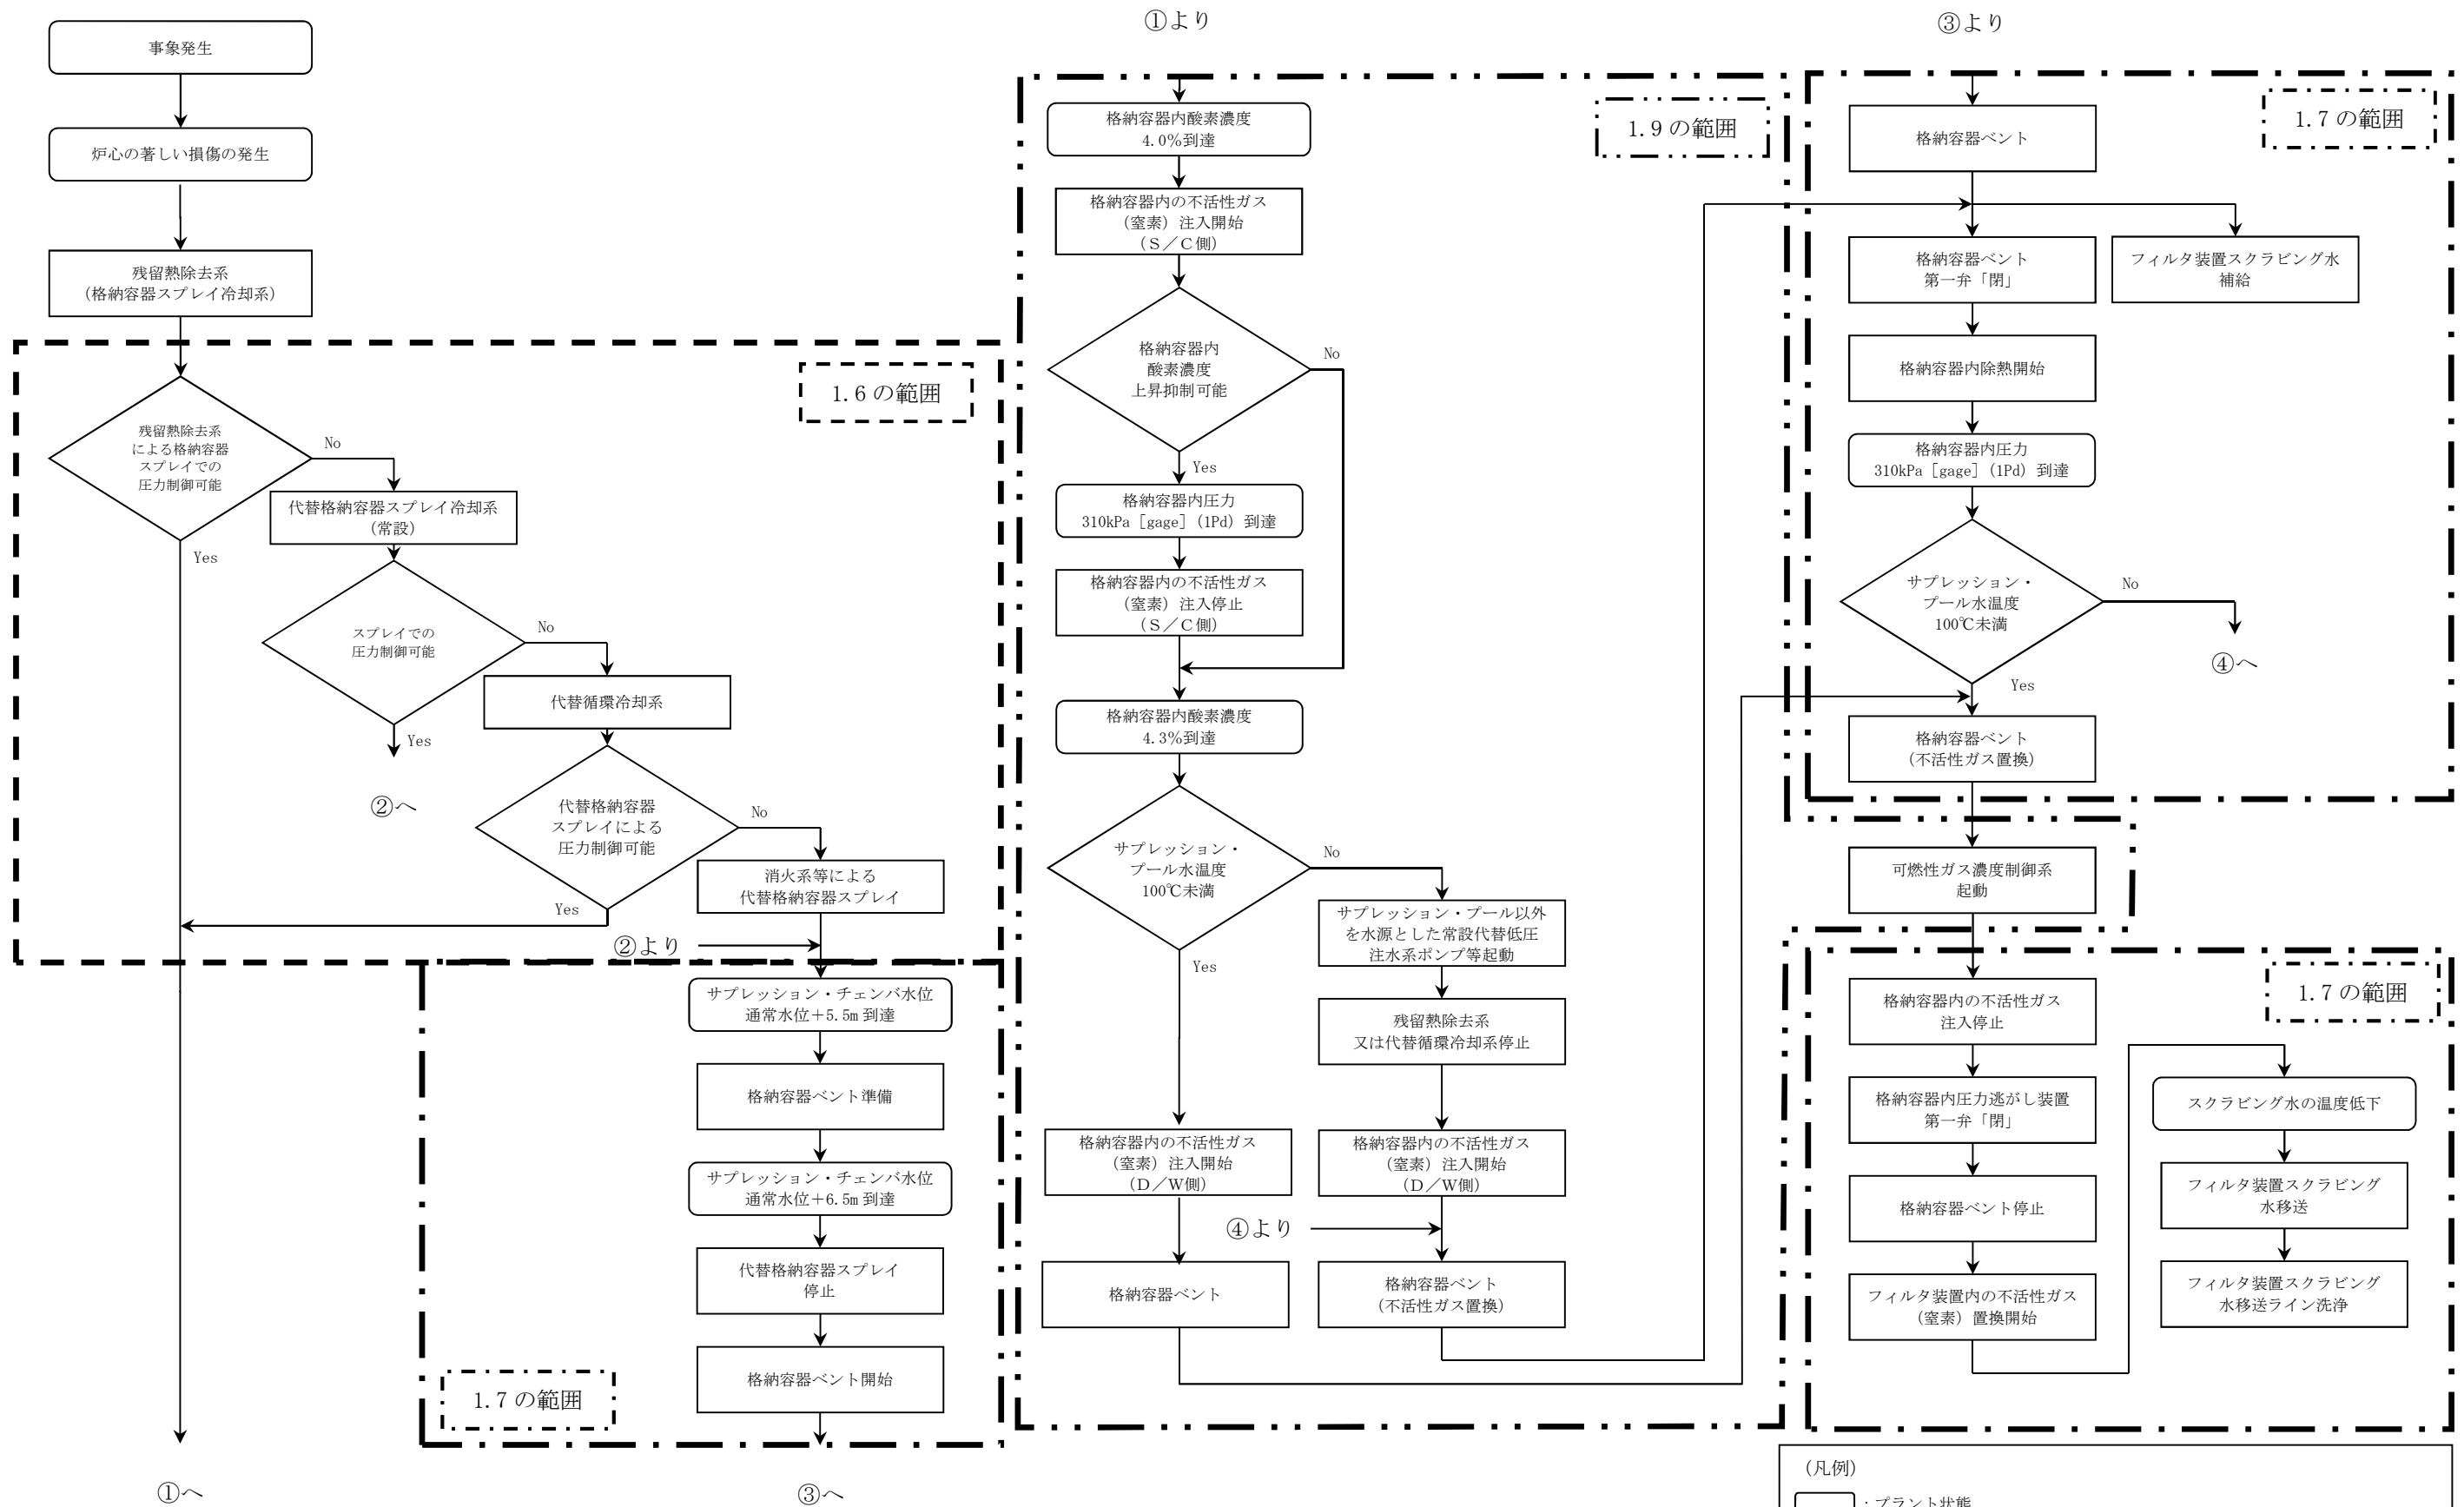 事象発生
炉心の著しい損傷の発生
残留熱除去系
（格納容器スプレイ冷却系）
1.6の範囲
残留熱除去系
による格納容器
スプレイでの
圧力制御可能
No
Yes
代替格納容器スプレイ冷却系
（常設）
スプレイでの
圧力制御可能
No
Yes
②へ
代替循環冷却系
代替格納容器
スプレイによる
圧力制御可能
No
Yes
消火系等による
代替格納容器スプレイ
②より
サプレッション・チェンバ水位
通常水位＋5.5m 到達
格納容器ベント準備
サプレッション・チェンバ水位
通常水位＋6.5m 到達
代替格納容器スプレイ
停止
格納容器ベント開始
1.7の範囲
①へ
③へ
①より
1.9の範囲
格納容器内酸素濃度
4.0％到達
格納容器内の不活性ガス
（窒素）注入開始
（Ｓ／Ｃ側）
格納容器内
酸素濃度
上昇抑制可能
No
Yes
格納容器内圧力
310kPa［gage］（1Pd）到達
格納容器内の不活性ガス
（窒素）注入停止
（Ｓ／Ｃ側）
格納容器内酸素濃度
4.3％到達
サプレッション・
プール水温度
100℃未満
No
Yes
サプレッション・プール以外
を水源とした常設代替低圧
注水系ポンプ等起動
残留熱除去系
又は代替循環冷却系停止
格納容器内の不活性ガス
（窒素）注入開始
（Ｄ／Ｗ側）
格納容器内の不活性ガス
（窒素）注入開始
（Ｄ／Ｗ側）
④より
格納容器ベント
格納容器ベント
（不活性ガス置換）
③より
1.7の範囲
格納容器ベント
格納容器ベント
第一弁「閉」
フィルタ装置スクラビング水
補給
格納容器内除熱開始
格納容器内圧力
310kPa［gage］（1Pd）到達
サプレッション・
プール水温度
100℃未満
No
④へ
Yes
格納容器ベント
（不活性ガス置換）
可燃性ガス濃度制御系
起動
1.7の範囲
格納容器内の不活性ガス
注入停止
格納容器内圧力逃がし装置
第一弁「閉」
格納容器ベント停止
フィルタ装置内の不活性ガス
（窒素）置換開始
スクラビング水の温度低下
フィルタ装置スクラビング
水移送
フィルタ装置スクラビング
水移送ライン洗浄
（凡例）
：プラント状態